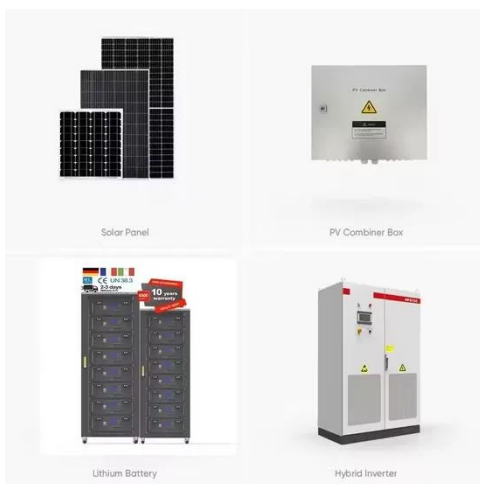 Solar Panel
PV Combiner Box
PV Combiner Box
CE UN38.3
2-3 days
10 years
warranty
Lithium Battery
Hybrid Inverter